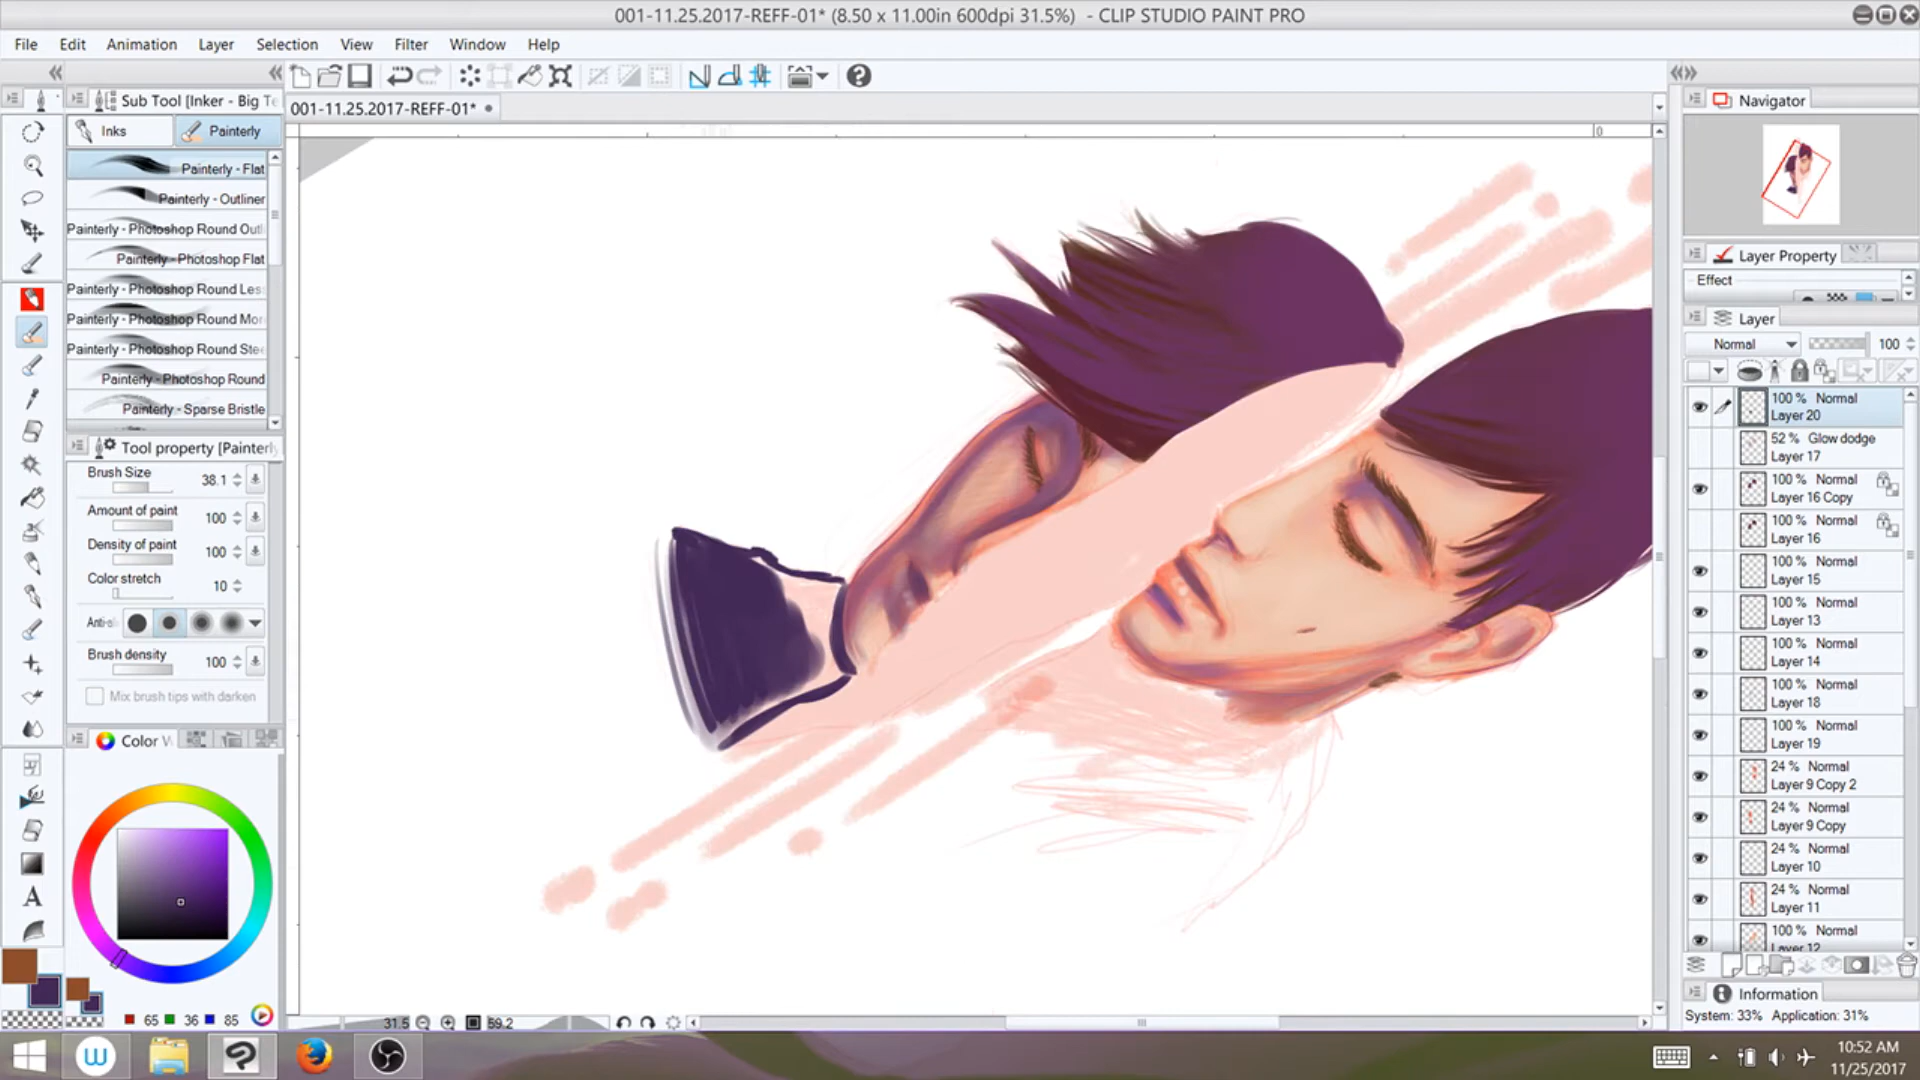 001-11.25.2017-REFF-01* (8.50 x 11.00in 600dpi 31.5%) - CLIP STUDIO PAINT PRO
File Edit Animation Layer Selection View Filter Window Help
Sub Tool [Inker - Big Te
001-11.25.2017-REFF-01*
Inks Painterly
Painterly - Flat
Painterly - Outliner
Painterly - Photoshop Round Outl
Painterly - Photoshop Flat
Painterly - Photoshop Round Les
Painterly - Photoshop Round Mor
Painterly - Photoshop Round Stee
Painterly - Photoshop Round
Painterly - Sparse Bristle
Tool property [Painterly
Brush Size 38.1
Amount of paint 100
Density of paint 100
Color stretch 10
Anti-al
Brush density 100
Mix brush tips with darken
Color W
65 36 85
31.5 59.2
0
Navigator
Layer Property
Effect
Layer
Normal 100
100 % Normal
Layer 20
52 % Glow dodge
Layer 17
100 % Normal
Layer 16 Copy
100 % Normal
Layer 16
100 % Normal
Layer 15
100 % Normal
Layer 13
100 % Normal
Layer 14
100 % Normal
Layer 18
100 % Normal
Layer 19
24 % Normal
Layer 9 Copy 2
24 % Normal
Layer 9 Copy
24 % Normal
Layer 10
24 % Normal
Layer 11
100 % Normal
Layer 12
Information
System: 33% Application: 31%
10:52 AM
11/25/2017